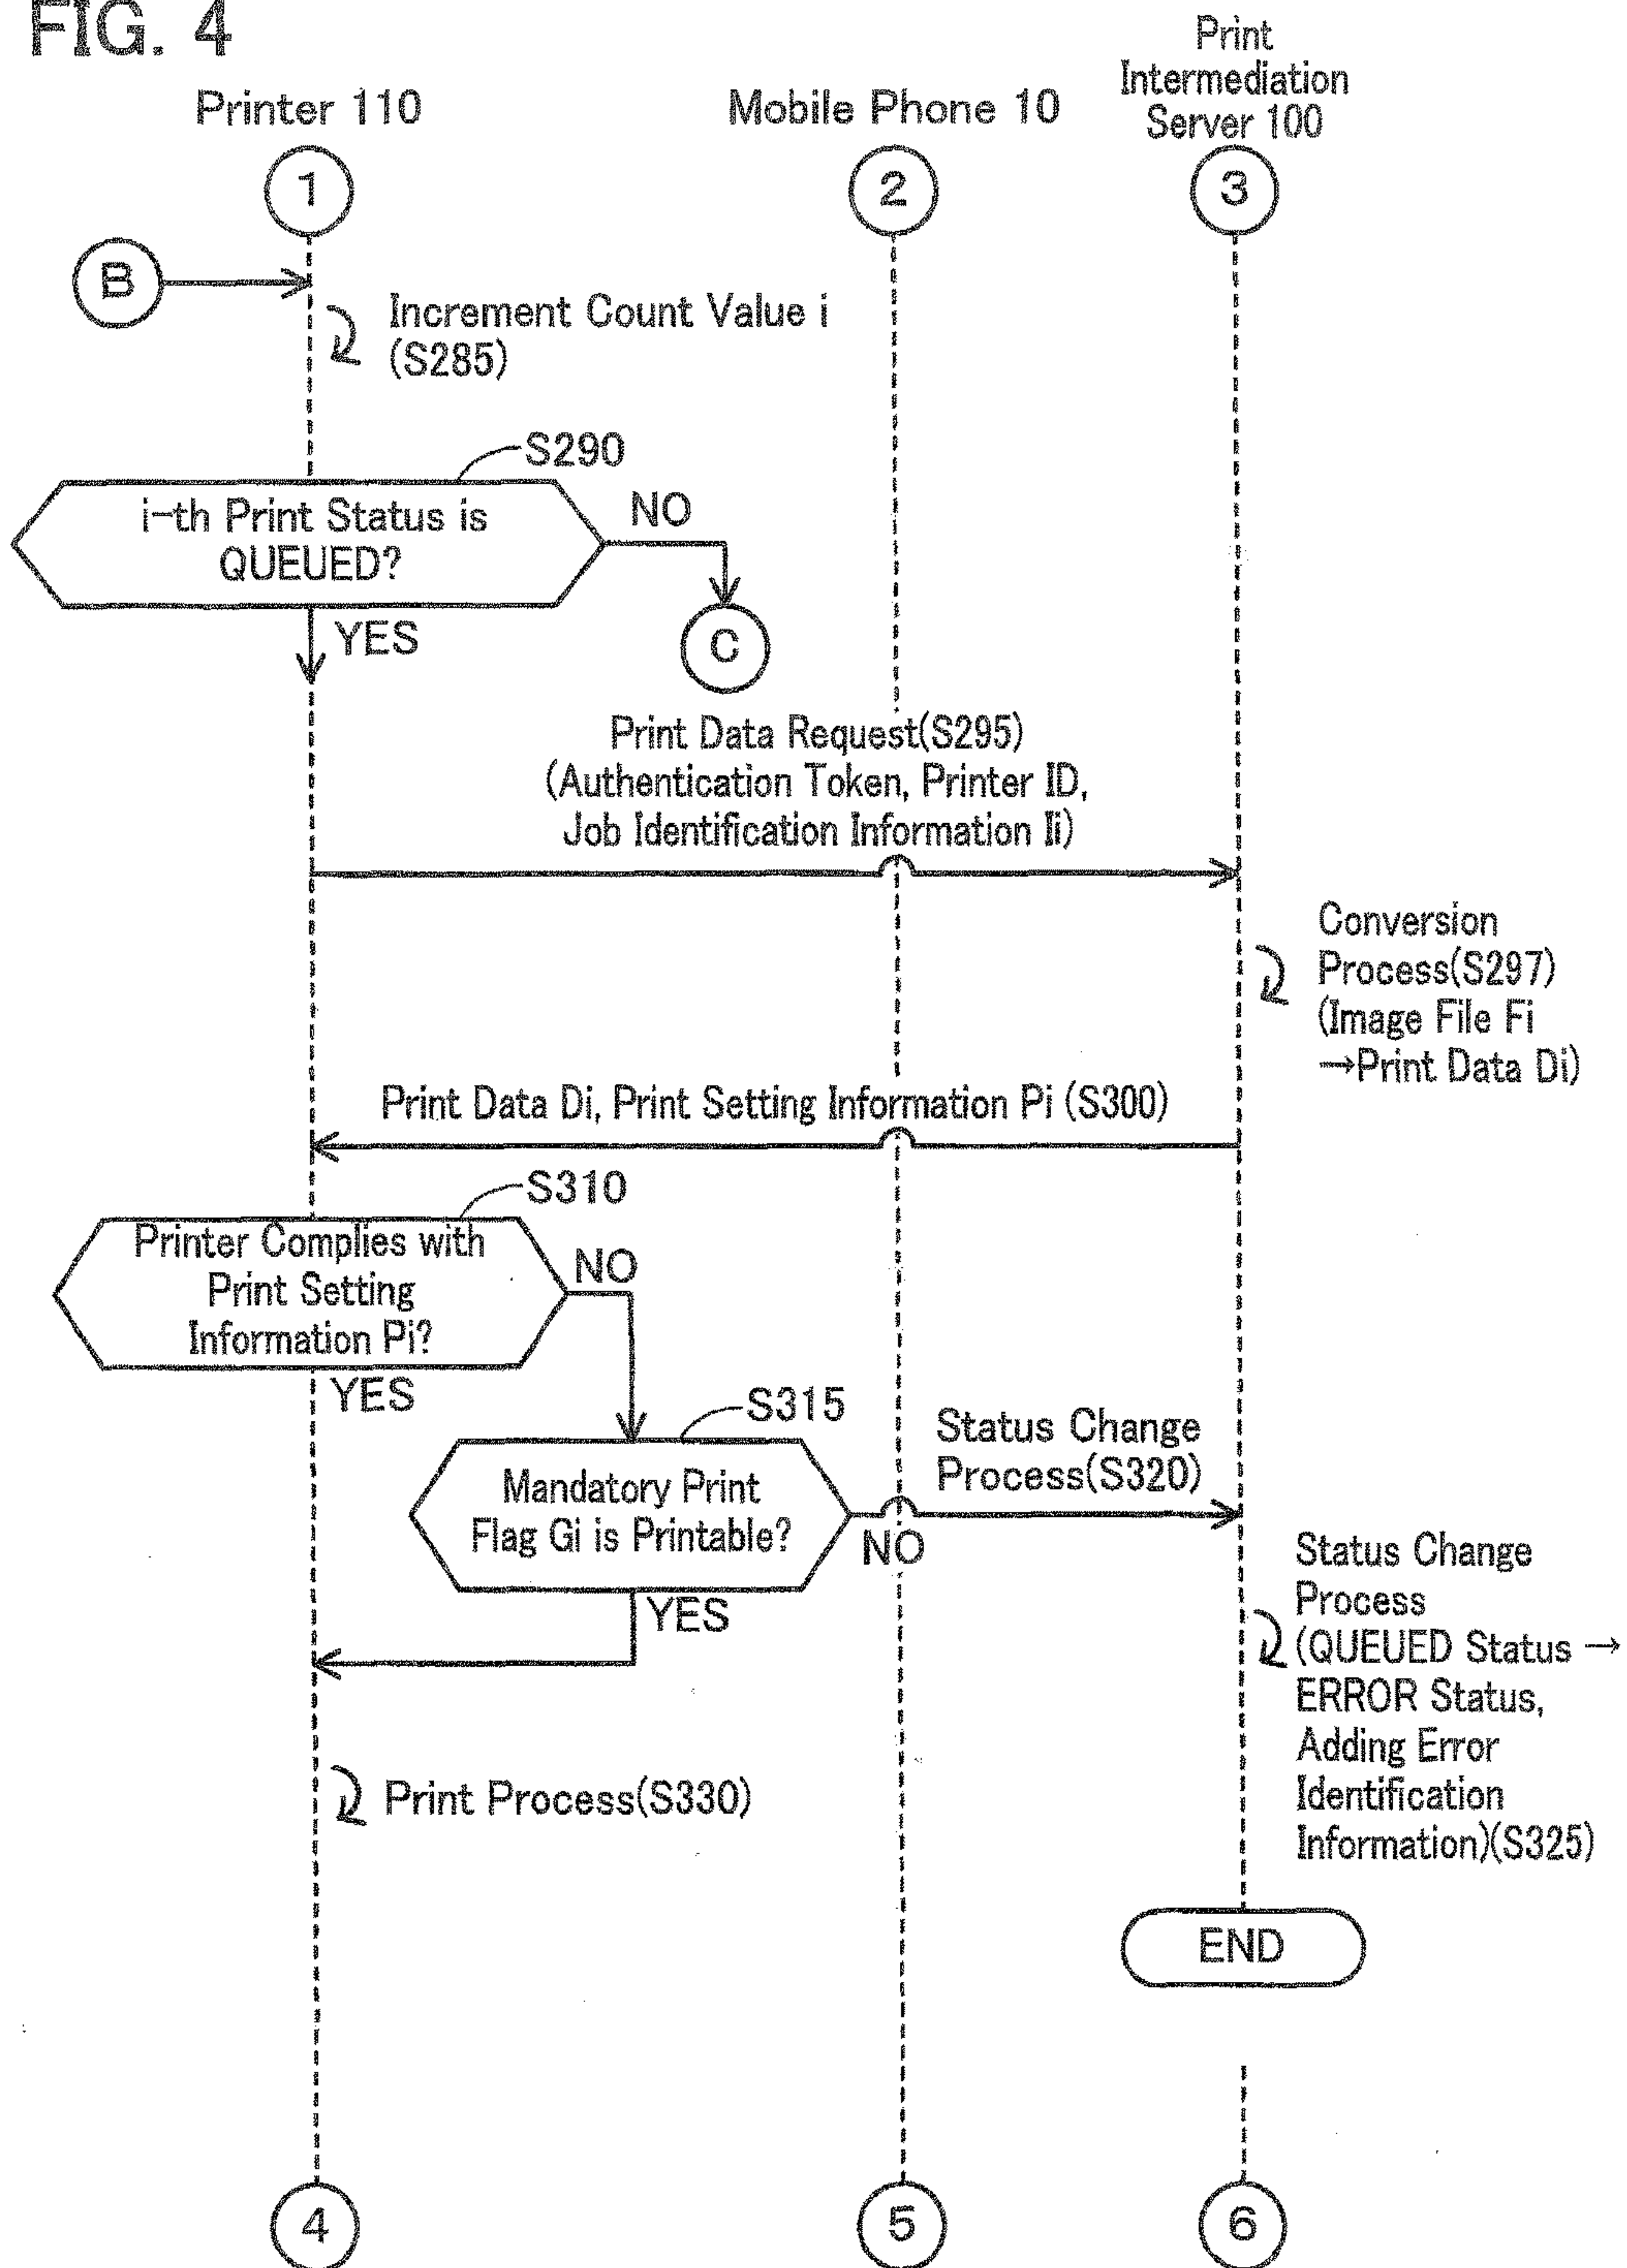 FIG. 4
Print
Intermediation
Server 100
Printer 110
Mobile Phone 10
1
2
3
B
Increment Count Value i
(S285)
S290
i-th Print Status is
QUEUED?
NO
YES
C
Print Data Request(S295)
(Authentication Token, Printer ID,
Job Identification Information Ii)
Conversion
Process(S297)
(Image File Fi
→Print Data Di)
Print Data Di, Print Setting Information Pi (S300)
S310
Printer Complies with
Print Setting
Information Pi?
NO
YES
S315
Mandatory Print
Flag Gi is Printable?
Status Change
Process(S320)
NO
YES
Status Change
Process
(QUEUED Status →
ERROR Status,
Adding Error
Identification
Information)(S325)
Print Process(S330)
END
4
5
6